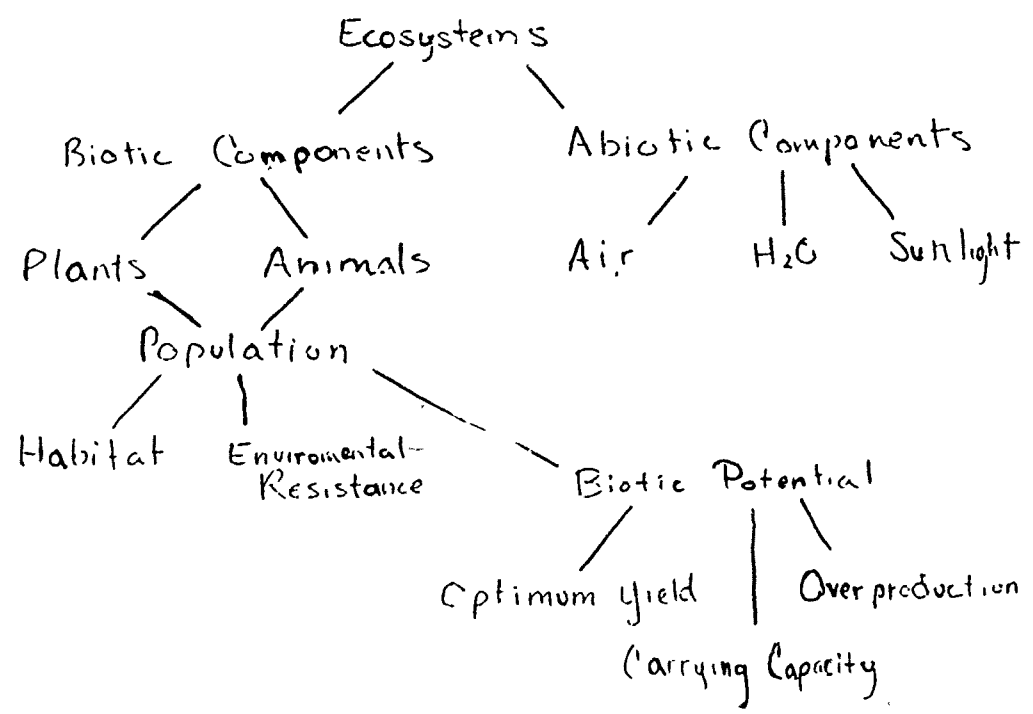 Ecosystems
Biotic Components
Abiotic Components
Plants
Animals
Air
H₂O
Sunlight
Population
Habitat
Enviromental-
Resistance
Biotic Potential
Optimum Yield
Overproduction
Carrying Capacity